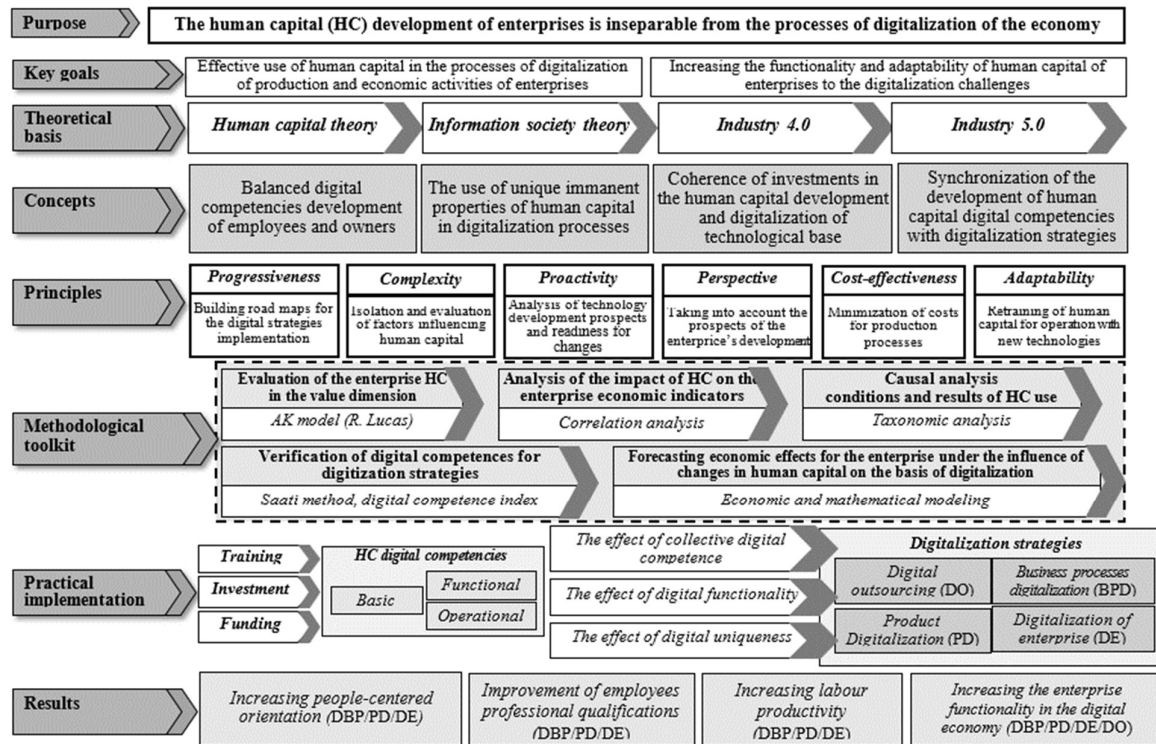 Purpose
The human capital (HC) development of enterprises is inseparable from the processes of digitalization of the economy
Key goals
Effective use of human capital in the processes of digitalization
of production and economic activities of enterprises
Increasing the functionality and adaptability of human capital of
enterprises to the digitalization challenges
Theoretical
basis
Human capital theory
Information society theory
Industry 4.0
Industry 5.0
Concepts
Balanced digital
competencies development
of employees and owners
The use of unique immanent
properties of human capital
in digitalization processes
Coherence of investments in
the human capital development
and digitalization of
technological base
Synchronization of the
development of human
capital digital competencies
with digitalization strategies
Principles
Progressiveness
Building road maps for
the digital strategies
implementation
Complexity
Isolation and evaluation
of factors influencing
human capital
Proactivity
Analysis of technology
development prospects
and readiness for
changes
Perspective
Taking into account the
prospects of the
enterprice's development
Cost-effectiveness
Minimization of costs
for production
processes
Adaptability
Retraining of human
capital for operation with
new technologies
Methodological
toolkit
Evaluation of the enterprise HC
in the value dimension
AK model (R. Lucas)
Analysis of the impact of HC on the
enterprise economic indicators
Correlation analysis
Causal analysis
conditions and results of HC use
Taxonomic analysis
Verification of digital competences for
digitization strategies
Saati method, digital competence index
Forecasting economic effects for the enterprise under the influence of
changes in human capital on the basis of digitalization
Economic and mathematical modeling
Practical
implementation
Training
Investment
Funding
HC digital competencies
Basic
Functional
Operational
The effect of collective digital
competence
The effect of digital functionality
The effect of digital uniqueness
Digitalization strategies
Digital
outsourcing (DO)
Business processes
digitalization (BPD)
Product
Digitalization (PD)
Digitalization of
enterprise (DE)
Results
Increasing people-centered
orientation (DBP/PD/DE)
Improvement of employees
professional qualifications
(DBP/PD/DE)
Increasing labour
productivity
(DBP/PD/DE)
Increasing the enterprise
functionality in the digital
economy (DBP/PD/DE/DO)